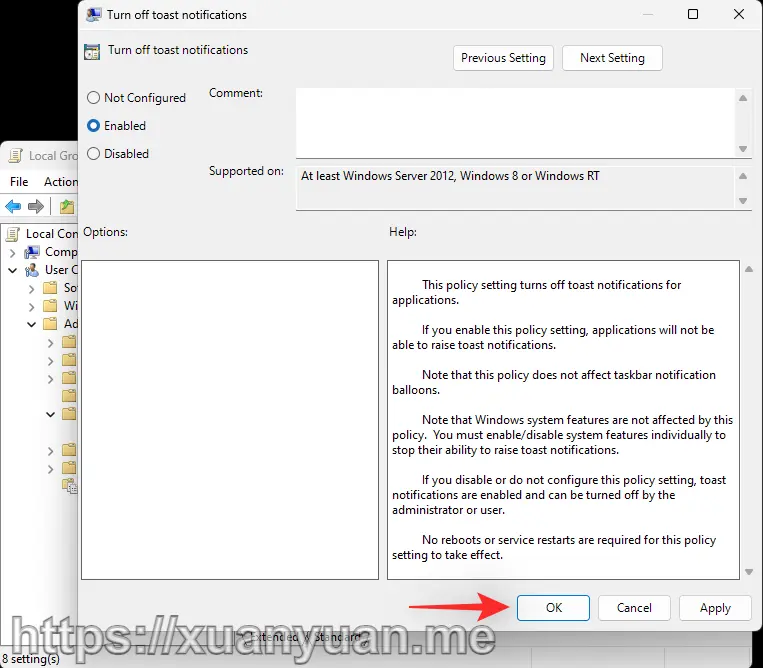 Turn off toast notifications
Turn off toast notifications
Previous Setting
Next Setting
Not Configured
Comment:
Enabled
Disabled
Supported on:
At least Windows Server 2012, Windows 8 or Windows RT
Options:
Help:
This policy setting turns off toast notifications for
applications.
If you enable this policy setting, applications will not be
able to raise toast notifications.
Note that this policy does not affect taskbar notification
balloons.
Note that Windows system features are not affected by this
policy.  You must enable/disable system features individually to
stop their ability to raise toast notifications.
If you disable or do not configure this policy setting, toast
notifications are enabled and can be turned off by the
administrator or user.
No reboots or service restarts are required for this policy
setting to take effect.
OK
Cancel
Apply
Local Gro
File
Action
Local Com
Comp
User C
So
Wi
Ad
Extended
Standard
8 setting(s)
https://xuanyuan.me